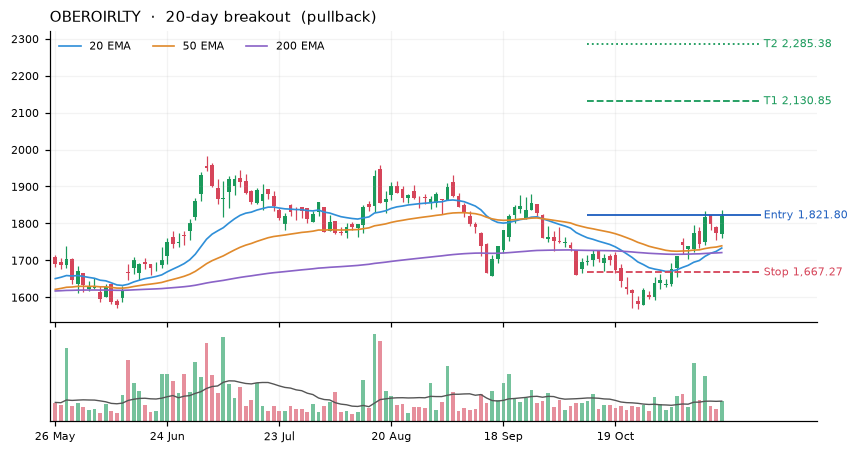 OBEROIRLTY · 20-day breakout (pullback)
20 EMA 50 EMA 200 EMA
2300
2200
2100
2000
1900
1800
1700
1600
T2 2,285.38
T1 2,130.85
Entry 1,821.80
Stop 1,667.27
26 May 24 Jun 23 Jul 20 Aug 18 Sep 19 Oct